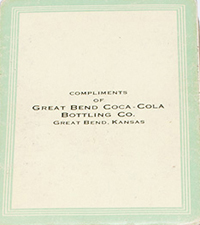 COMPLIMENTS
OF
GREAT BEND COCA-COLA
BOTTLING CO.
GREAT BEND, KANSAS